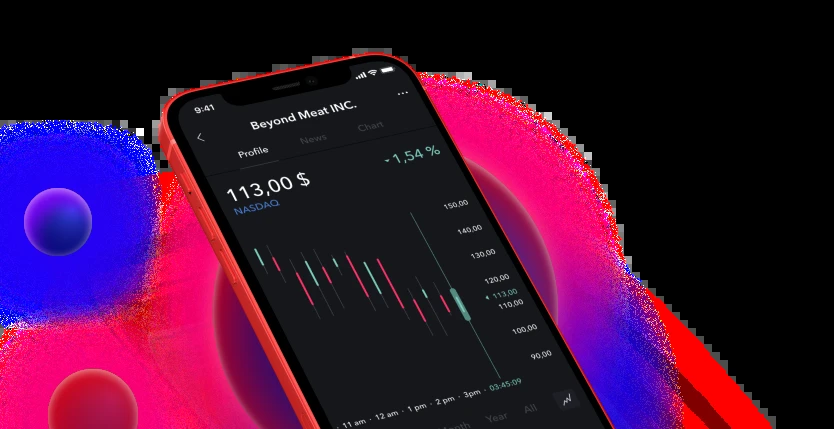 9:41
Beyond Meat INC.
Profile
News
Chart
113,00 $
1,54 %
NASDAQ
150,00
140,00
130,00
120,00
113,00
110,00
100,00
90,00
11 am · 12 am · 1 pm · 2 pm · 3pm · 03:45:09
Month
Year
All